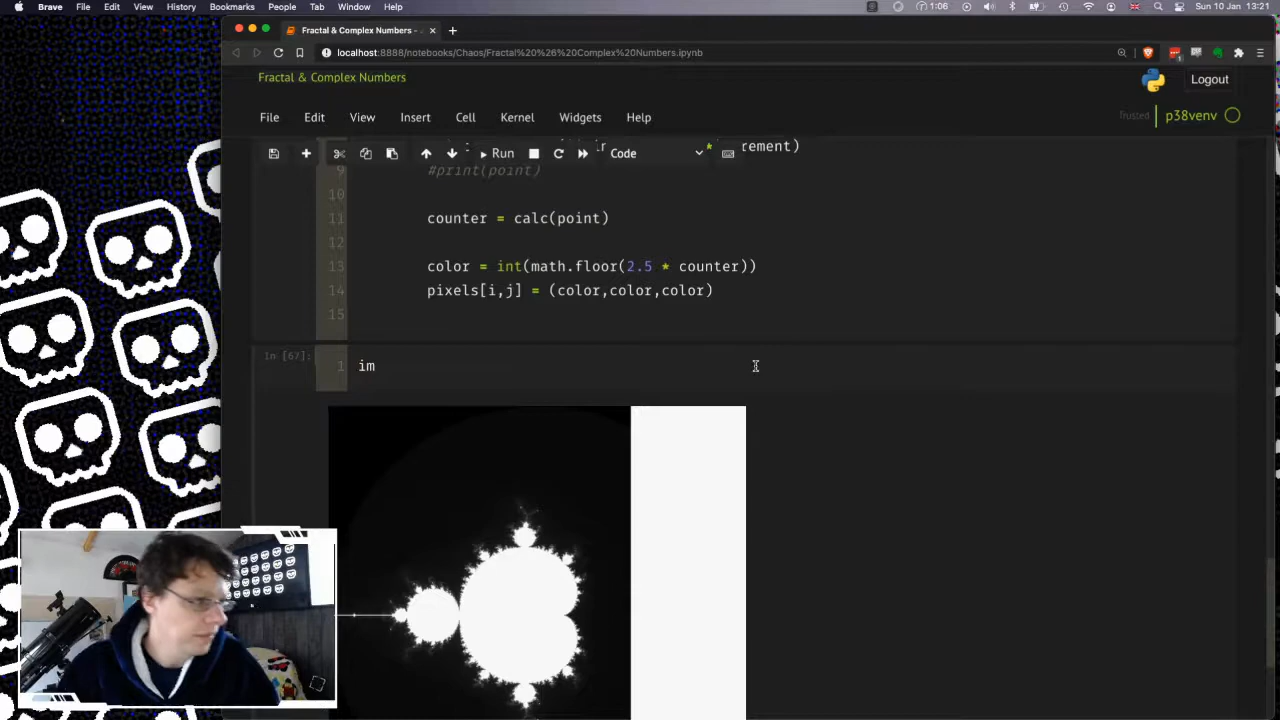 Brave File Edit View History Bookmarks People Tab Window Help 1:06 Sun 10 Jan 13:21
Fractal & Complex Numbers -
localhost:8888/notebooks/Chaos/Fractal%20%26%20Complex%20Numbers.ipynb
Fractal & Complex Numbers
Logout
File Edit View Insert Cell Kernel Widgets Help
Trusted
p38venv
*
rement)
Run
Code
9 #print(point)
10
11 counter = calc(point)
12
13 color = int(math.floor(2.5 * counter))
14 pixels[i,j] = (color,color,color)
15
In [67]:
1 im